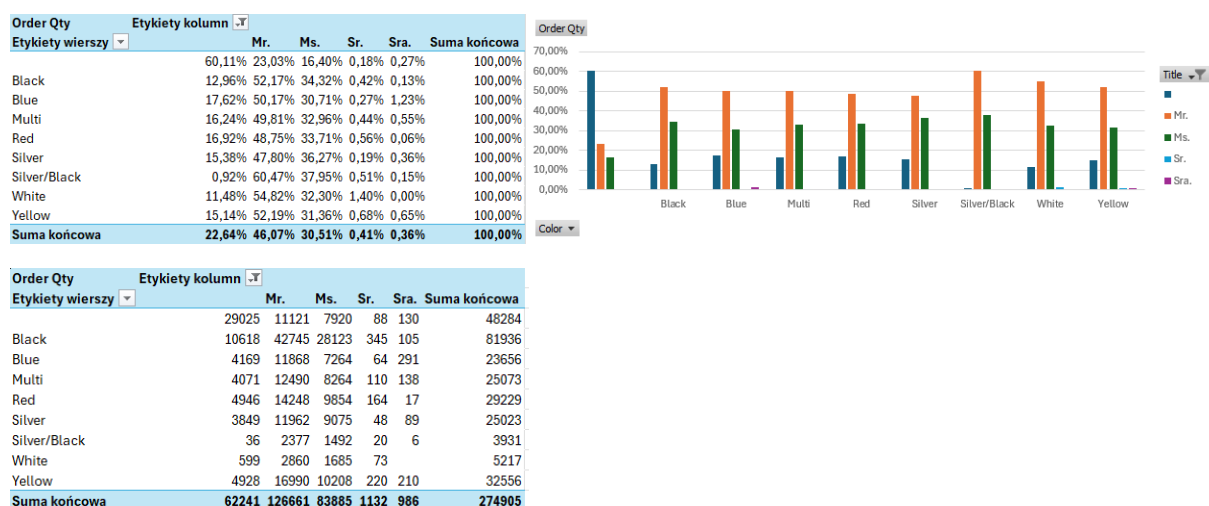 Order Qty Etykiety kolumn
Etykiety wierszy Mr. Ms. Sr. Sra. Suma końcowa
60,11% 23,03% 16,40% 0,18% 0,27% 100,00%
Black 12,96% 52,17% 34,32% 0,42% 0,13% 100,00%
Blue 17,62% 50,17% 30,71% 0,27% 1,23% 100,00%
Multi 16,24% 49,81% 32,96% 0,44% 0,55% 100,00%
Red 16,92% 48,75% 33,71% 0,56% 0,06% 100,00%
Silver 15,38% 47,80% 36,27% 0,19% 0,36% 100,00%
Silver/Black 0,92% 60,47% 37,95% 0,51% 0,15% 100,00%
White 11,48% 54,82% 32,30% 1,40% 0,00% 100,00%
Yellow 15,14% 52,19% 31,36% 0,68% 0,65% 100,00%
Suma końcowa 22,64% 46,07% 30,51% 0,41% 0,36% 100,00%
Order Qty
70,00%
60,00%
50,00%
40,00%
30,00%
20,00%
10,00%
0,00%
Black Blue Multi Red Silver Silver/Black White Yellow
Title
Mr.
Ms.
Sr.
Sra.
Color
Order Qty Etykiety kolumn
Etykiety wierszy Mr. Ms. Sr. Sra. Suma końcowa
29025 11121 7920 88 130 48284
Black 10618 42745 28123 345 105 81936
Blue 4169 11868 7264 64 291 23656
Multi 4071 12490 8264 110 138 25073
Red 4946 14248 9854 164 17 29229
Silver 3849 11962 9075 48 89 25023
Silver/Black 36 2377 1492 20 6 3931
White 599 2860 1685 73 5217
Yellow 4928 16990 10208 220 210 32556
Suma końcowa 62241 126661 83885 1132 986 274905